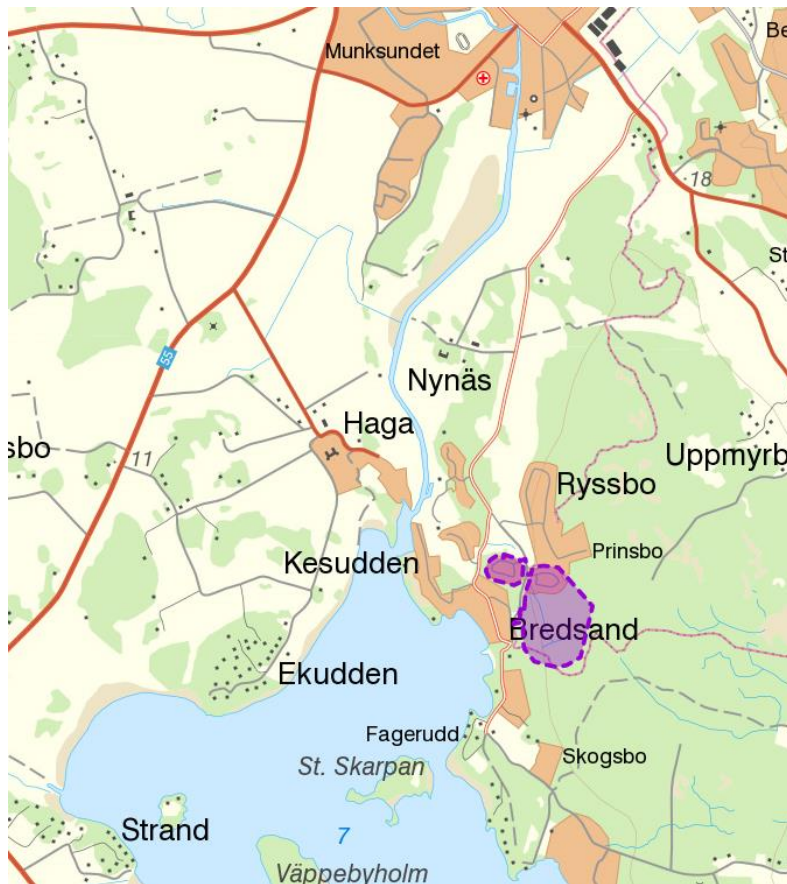 Munksundet
Be
18
St
55
Nynäs
Haga
sbo
11
Uppmyrb
Ryssbo
Prinsbo
Kesudden
Bredsand
Ekudden
Fagerudd
Skogsbo
St. Skarpan
Strand
7
Väppebyholm